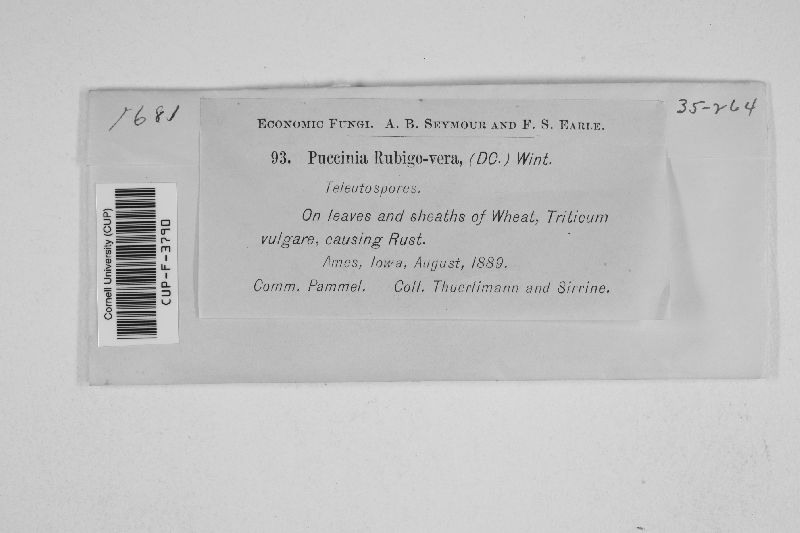 7681
35-264
Economic Fungi. A. B. Seymour and F. S. Earle.
93. Puccinia Rubigo-vera, (DC.) Wint.
Teleutospores.
On leaves and sheaths of Wheat, Triticum
vulgare, causing Rust.
Ames, Iowa, August, 1889.
Comm. Pammel. Coll. Thuerlimann and Sirrine.
Cornell University (CUP)
CUP-F-3790